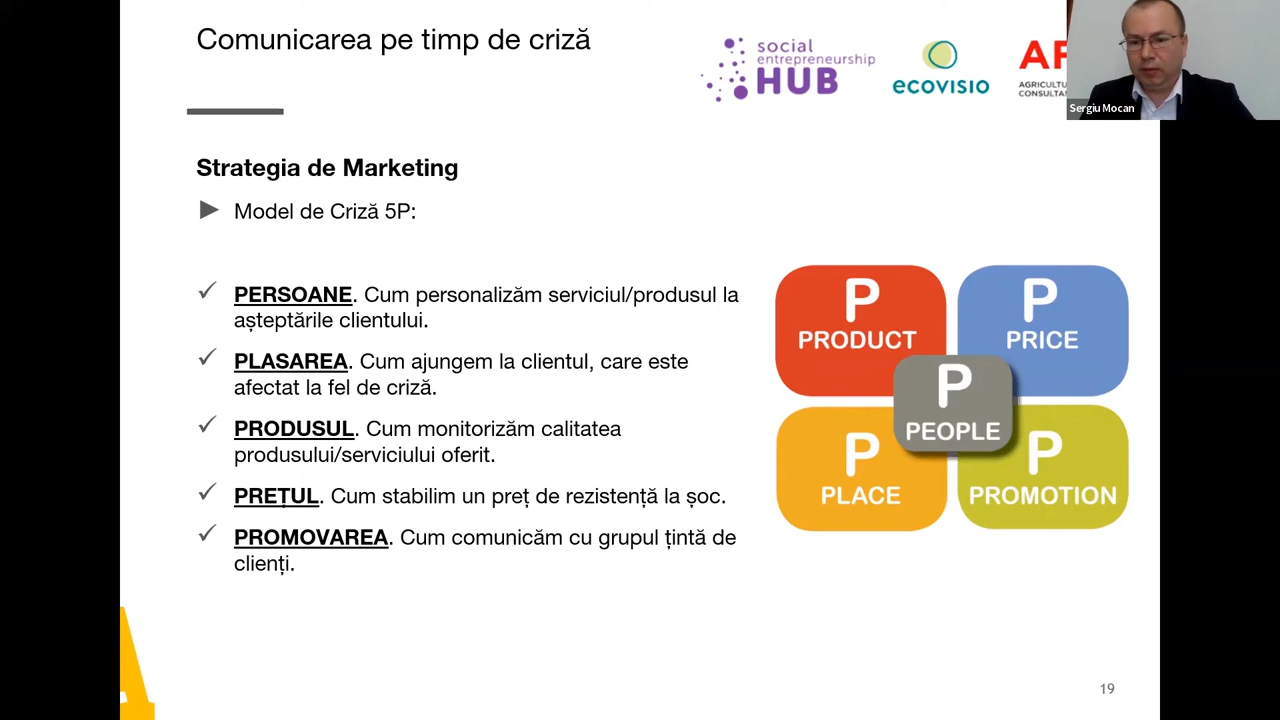 Comunicarea pe timp de criză
social
entrepreneurship
HUB
ecovisio
Sergiu Mocan
Strategia de Marketing
Model de Criză 5P:
PERSOANE. Cum personalizăm serviciul/produsul la
așteptările clientului.
PLASAREA. Cum ajungem la clientul, care este
afectat la fel de criză.
PRODUSUL. Cum monitorizăm calitatea
produsului/serviciului oferit.
PREȚUL. Cum stabilim un preț de rezistență la șoc.
PROMOVAREA. Cum comunicăm cu grupul țintă de
clienți.
P
PRODUCT
P
PRICE
P
PEOPLE
P
PLACE
P
PROMOTION
19